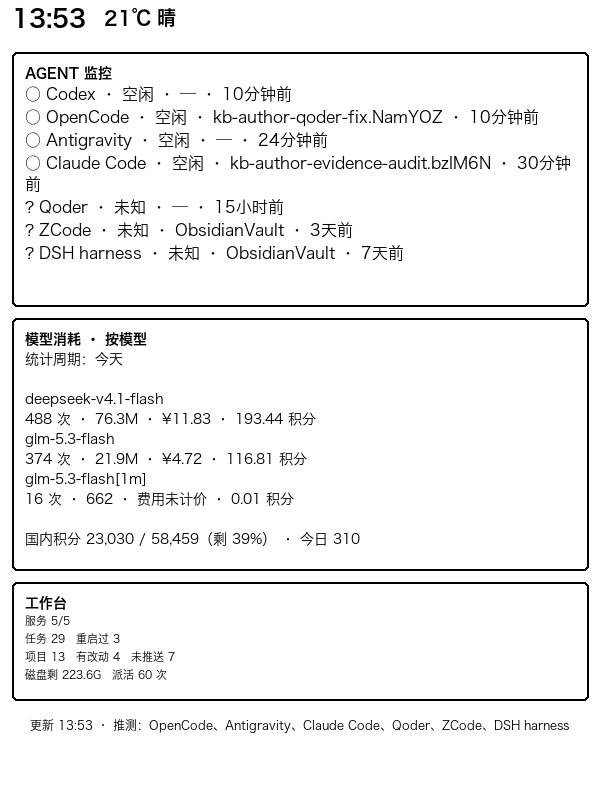 13:53 21℃ 晴
AGENT 监控
○ Codex · 空闲 · — · 10分钟前
○ OpenCode · 空闲 · kb-author-qoder-fix.NamYOZ · 10分钟前
○ Antigravity · 空闲 · — · 24分钟前
○ Claude Code · 空闲 · kb-author-evidence-audit.bzlM6N · 30分钟
前
? Qoder · 未知 · — · 15小时前
? ZCode · 未知 · ObsidianVault · 3天前
? DSH harness · 未知 · ObsidianVault · 7天前
模型消耗 · 按模型
统计周期：今天
deepseek-v4.1-flash
488 次 · 76.3M · ¥11.83 · 193.44 积分
glm-5.3-flash
374 次 · 21.9M · ¥4.72 · 116.81 积分
glm-5.3-flash[1m]
16 次 · 662 · 费用未计价 · 0.01 积分
国内积分 23,030 / 58,459（剩 39%） · 今日 310
工作台
服务 5/5
任务 29 重启过 3
项目 13 有改动 4 未推送 7
磁盘剩 223.6G 派活 60 次
更新 13:53 · 推测：OpenCode、Antigravity、Claude Code、Qoder、ZCode、DSH harness